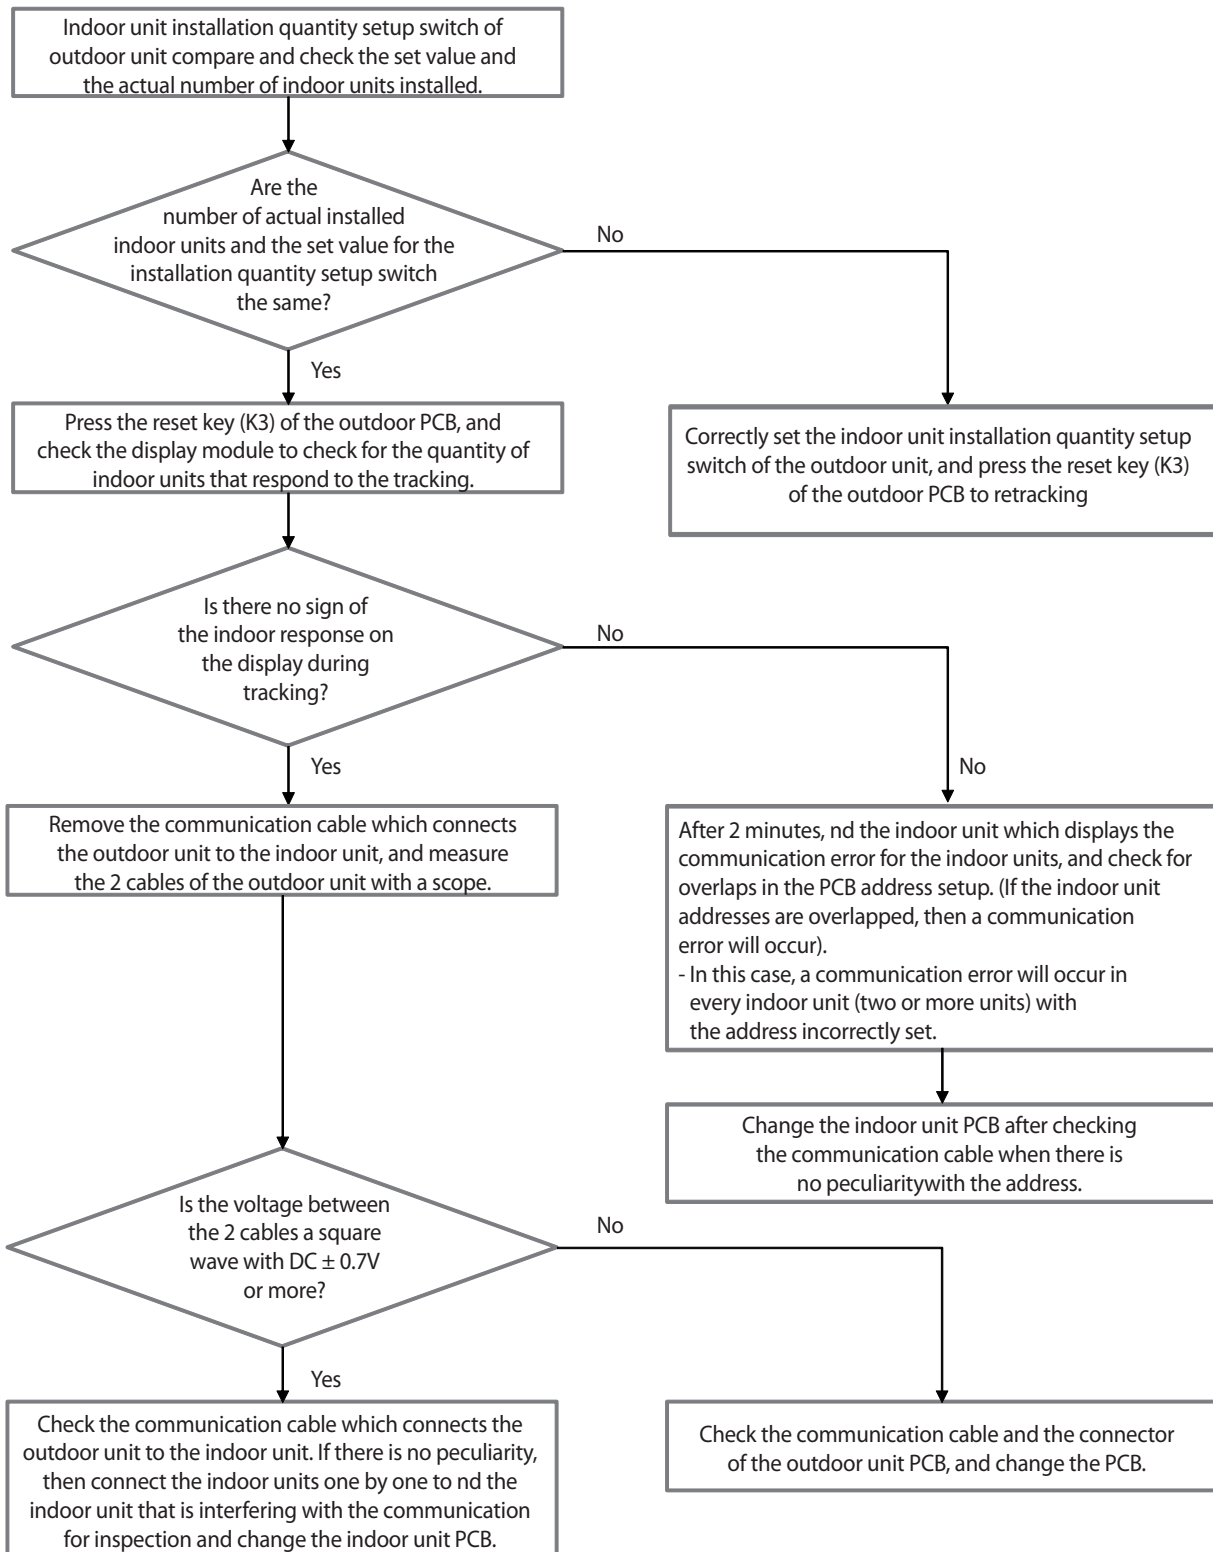 Indoor unit installation quantity setup switch of
outdoor unit compare and check the set value and
the actual number of indoor units installed.
Are the
number of actual installed
indoor units and the set value for the
installation quantity setup switch
the same?
No
Yes
Press the reset key (K3) of the outdoor PCB, and
check the display module to check for the quantity of
indoor units that respond to the tracking.
Correctly set the indoor unit installation quantity setup
switch of the outdoor unit, and press the reset key (K3)
of the outdoor PCB to retracking
Is there no sign of
the indoor response on
the display during
tracking?
No
Yes
No
Remove the communication cable which connects
the outdoor unit to the indoor unit, and measure
the 2 cables of the outdoor unit with a scope.
After 2 minutes, nd the indoor unit which displays the
communication error for the indoor units, and check for
overlaps in the PCB address setup. (If the indoor unit
addresses are overlapped, then a communication
error will occur).
- In this case, a communication error will occur in
every indoor unit (two or more units) with
the address incorrectly set.
Change the indoor unit PCB after checking
the communication cable when there is
no peculiaritywith the address.
Is the voltage between
the 2 cables a square
wave with DC ± 0.7V
or more?
No
Yes
Check the communication cable which connects the
outdoor unit to the indoor unit. If there is no peculiarity,
then connect the indoor units one by one to nd the
indoor unit that is interfering with the communication
for inspection and change the indoor unit PCB.
Check the communication cable and the connector
of the outdoor unit PCB, and change the PCB.